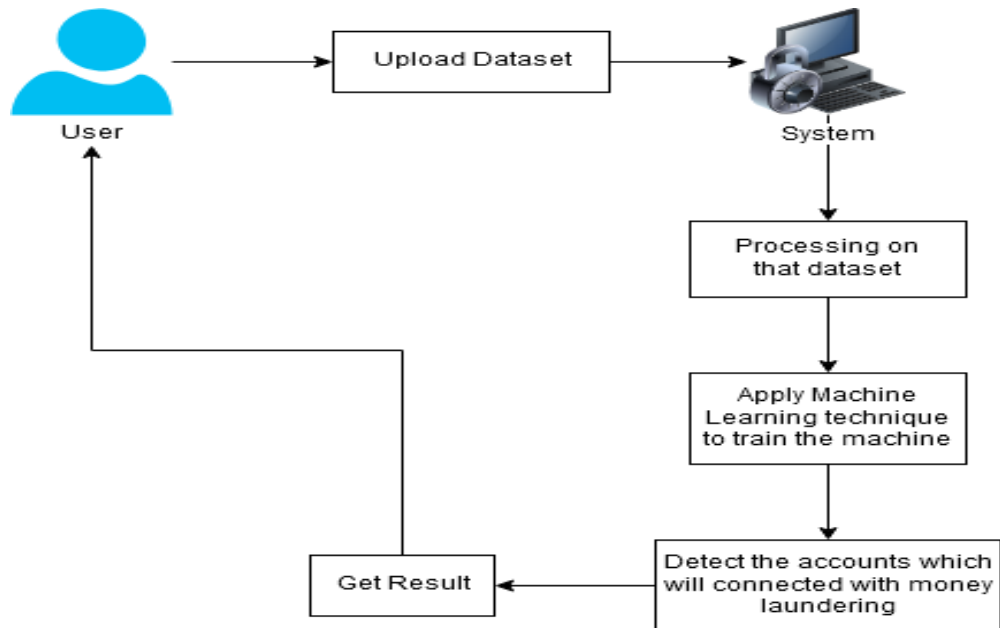 Upload Dataset
User
System
Processing on
that dataset
Apply Machine
Learning technique
to train the machine
Detect the accounts which
will connected with money
laundering
Get Result